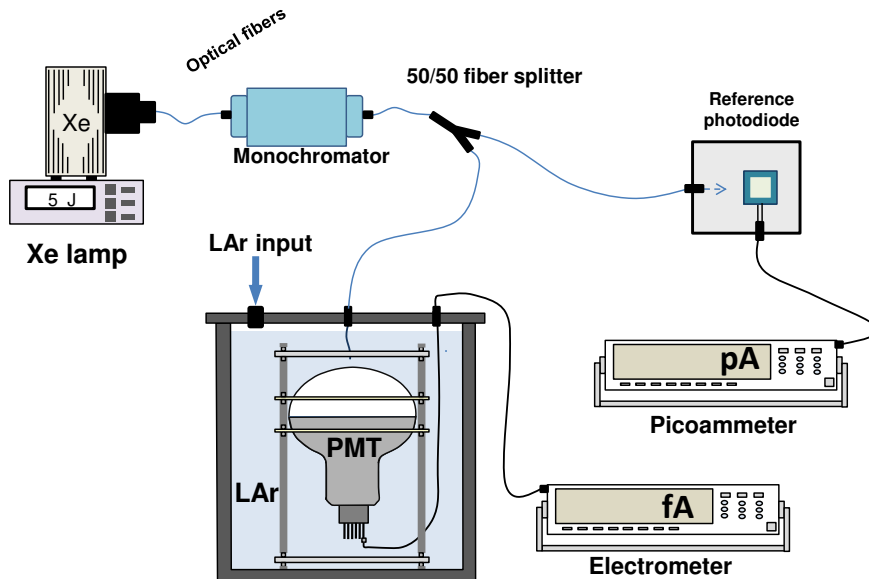 Optical fibers
50/50 fiber splitter
Xe
Monochromator
Reference
photodiode
5 J
Xe lamp
LAr input
pA
Picoammeter
PMT
LAr
fA
Electrometer